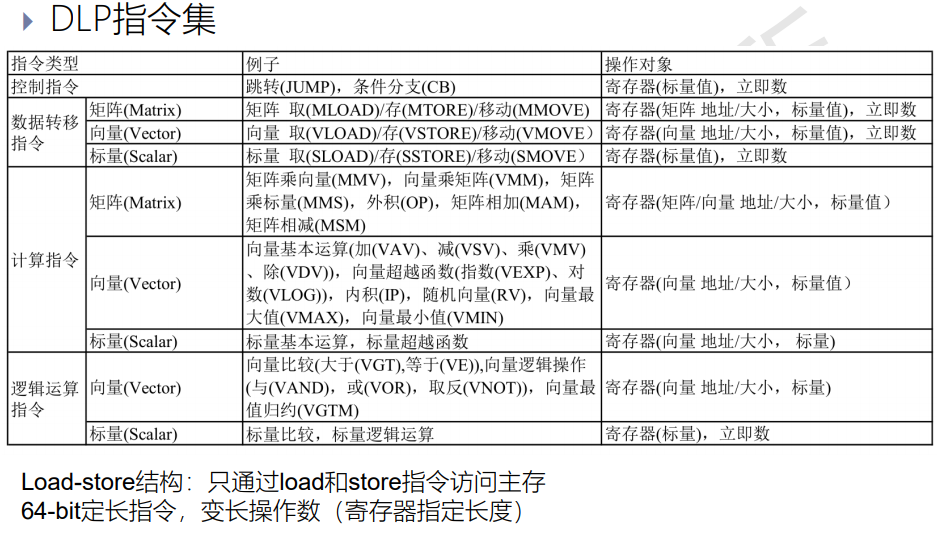 DLP指令集
指令类型 例子 操作对象
控制指令 跳转(JUMP)，条件分支(CB) 寄存器(标量值)，立即数
数据转移指令 矩阵(Matrix) 矩阵 取(MLOAD)/存(MTORE)/移动(MMOVE) 寄存器(矩阵 地址/大小，标量值)，立即数
向量(Vector) 向量 取(VLOAD)/存(VSTORE)/移动(VMOVE） 寄存器(向量 地址/大小，标量值)，立即数
标量(Scalar) 标量 取(SLOAD)/存(SSTORE)/移动(SMOVE） 寄存器(标量值)，立即数
计算指令 矩阵(Matrix)
矩阵乘向量(MMV)，向量乘矩阵(VMM)，矩阵
乘标量(MMS)，外积(OP)，矩阵相加(MAM)，
矩阵相减(MSM)
寄存器(矩阵/向量 地址/大小，标量值）
向量(Vector)
向量基本运算(加(VAV)、减(VSV)、乘(VMV)
、除(VDV))，向量超越函数(指数(VEXP)、对
数(VLOG))，内积(IP)，随机向量(RV)，向量最
大值(VMAX)，向量最小值(VMIN)
寄存器(向量 地址/大小，标量值）
标量(Scalar) 标量基本运算，标量超越函数 寄存器(向量 地址/大小， 标量)
逻辑运算指令 向量(Vector)
向量比较(大于(VGT),等于(VE)),向量逻辑操作
(与(VAND)，或(VOR)，取反(VNOT))，向量最
值归约(VGTM)
寄存器(向量 地址/大小，标量)
标量(Scalar) 标量比较，标量逻辑运算 寄存器(标量)，立即数
Load-store结构：只通过load和store指令访问主存
64-bit定长指令，变长操作数（寄存器指定长度）